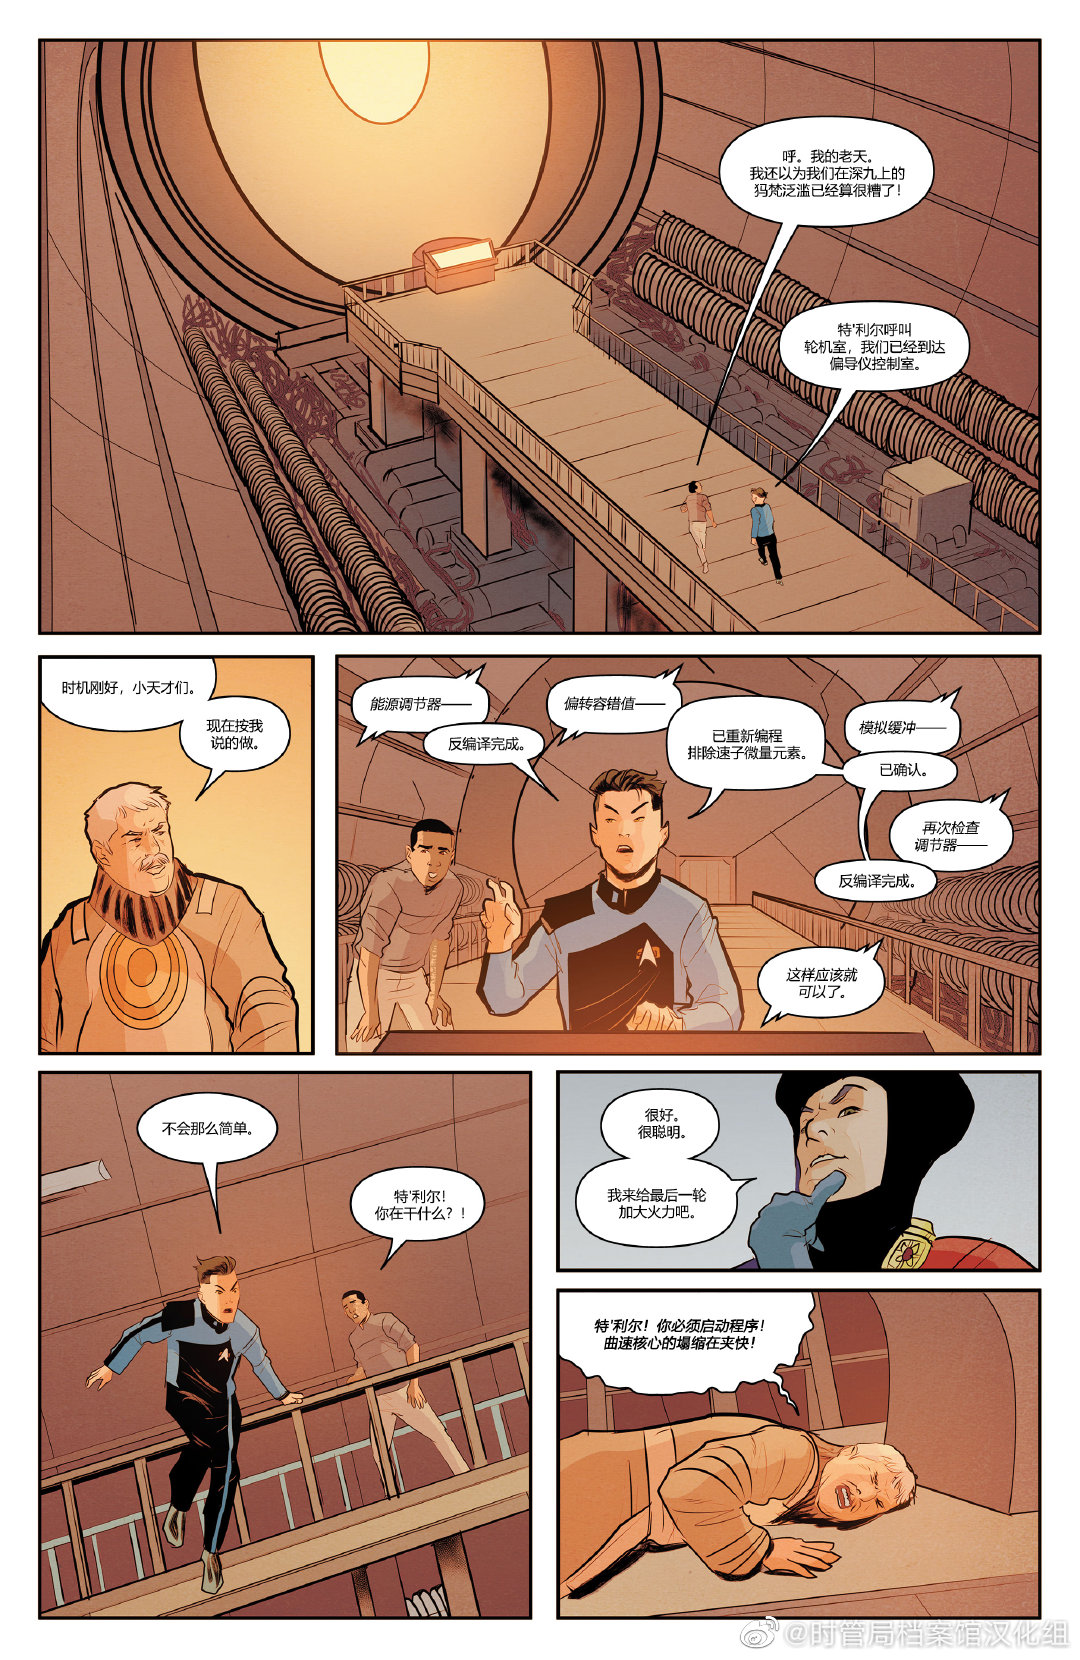 呼。我的老天。
我还以为我们在深九上的
犸梵泛滥已经算很糟了！
特'利尔呼叫
轮机室，我们已经到达
偏导仪控制室。
时机刚好，小天才们。
现在按我
说的做。
能源调节器——
反编译完成。
偏转容错值——
已重新编程
排除速子微量元素。
模拟缓冲——
已确认。
再次检查
调节器——
反编译完成。
这样应该就
可以了。
不会那么简单。
特'利尔！
你在干什么？！
很好。
很聪明。
我来给最后一轮
加大火力吧。
特'利尔！你必须启动程序！
曲速核心的塌缩在夹快！
@时管局档案馆汉化组